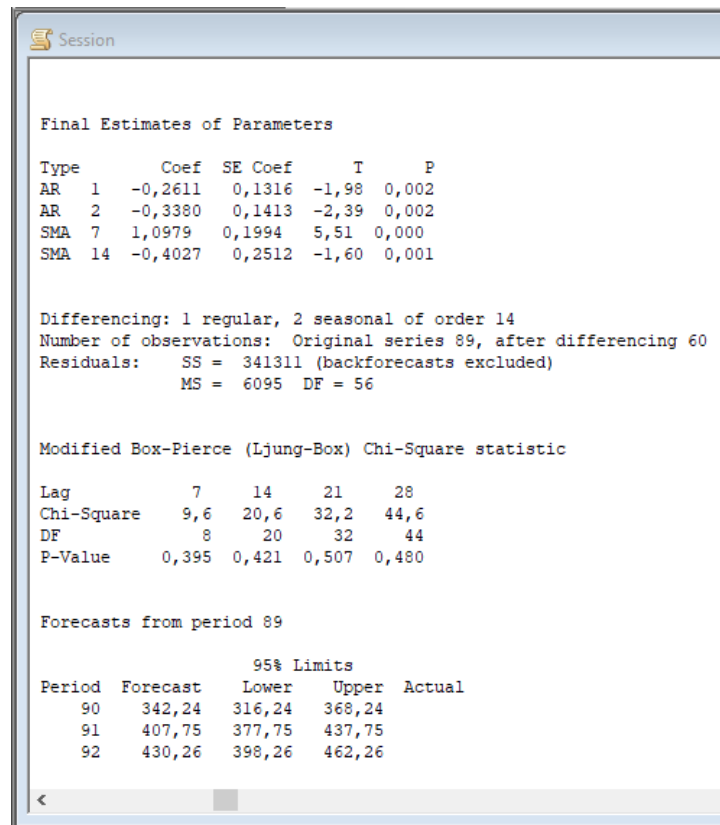 Session
Final Estimates of Parameters
Type Coef SE Coef T P
AR 1 -0,2611 0,1316 -1,98 0,002
AR 2 -0,3380 0,1413 -2,39 0,002
SMA 7 1,0979 0,1994 5,51 0,000
SMA 14 -0,4027 0,2512 -1,60 0,001
Differencing: 1 regular, 2 seasonal of order 14
Number of observations: Original series 89, after differencing 60
Residuals: SS = 341311 (backforecasts excluded)
MS = 6095 DF = 56
Modified Box-Pierce (Ljung-Box) Chi-Square statistic
Lag 7 14 21 28
Chi-Square 9,6 20,6 32,2 44,6
DF 8 20 32 44
P-Value 0,395 0,421 0,507 0,480
Forecasts from period 89
95% Limits
Period Forecast Lower Upper Actual
90 342,24 316,24 368,24
91 407,75 377,75 437,75
92 430,26 398,26 462,26